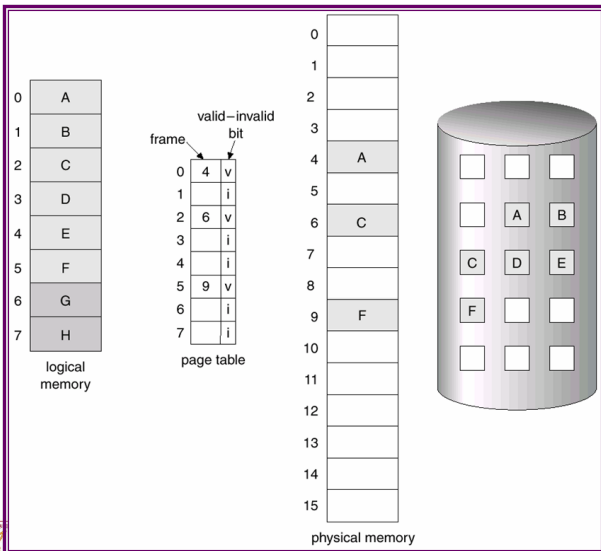 0 A
1 B
2 C
3 D
4 E
5 F
6 G
7 H
logical
memory
valid–invalid
bit
frame
0 4 v
1 i
2 6 v
3 i
4 i
5 9 v
6 i
7 i
page table
0
1
2
3
4 A
5
6 C
7
8
9 F
10
11
12
13
14
15
physical memory
A B
C D E
F